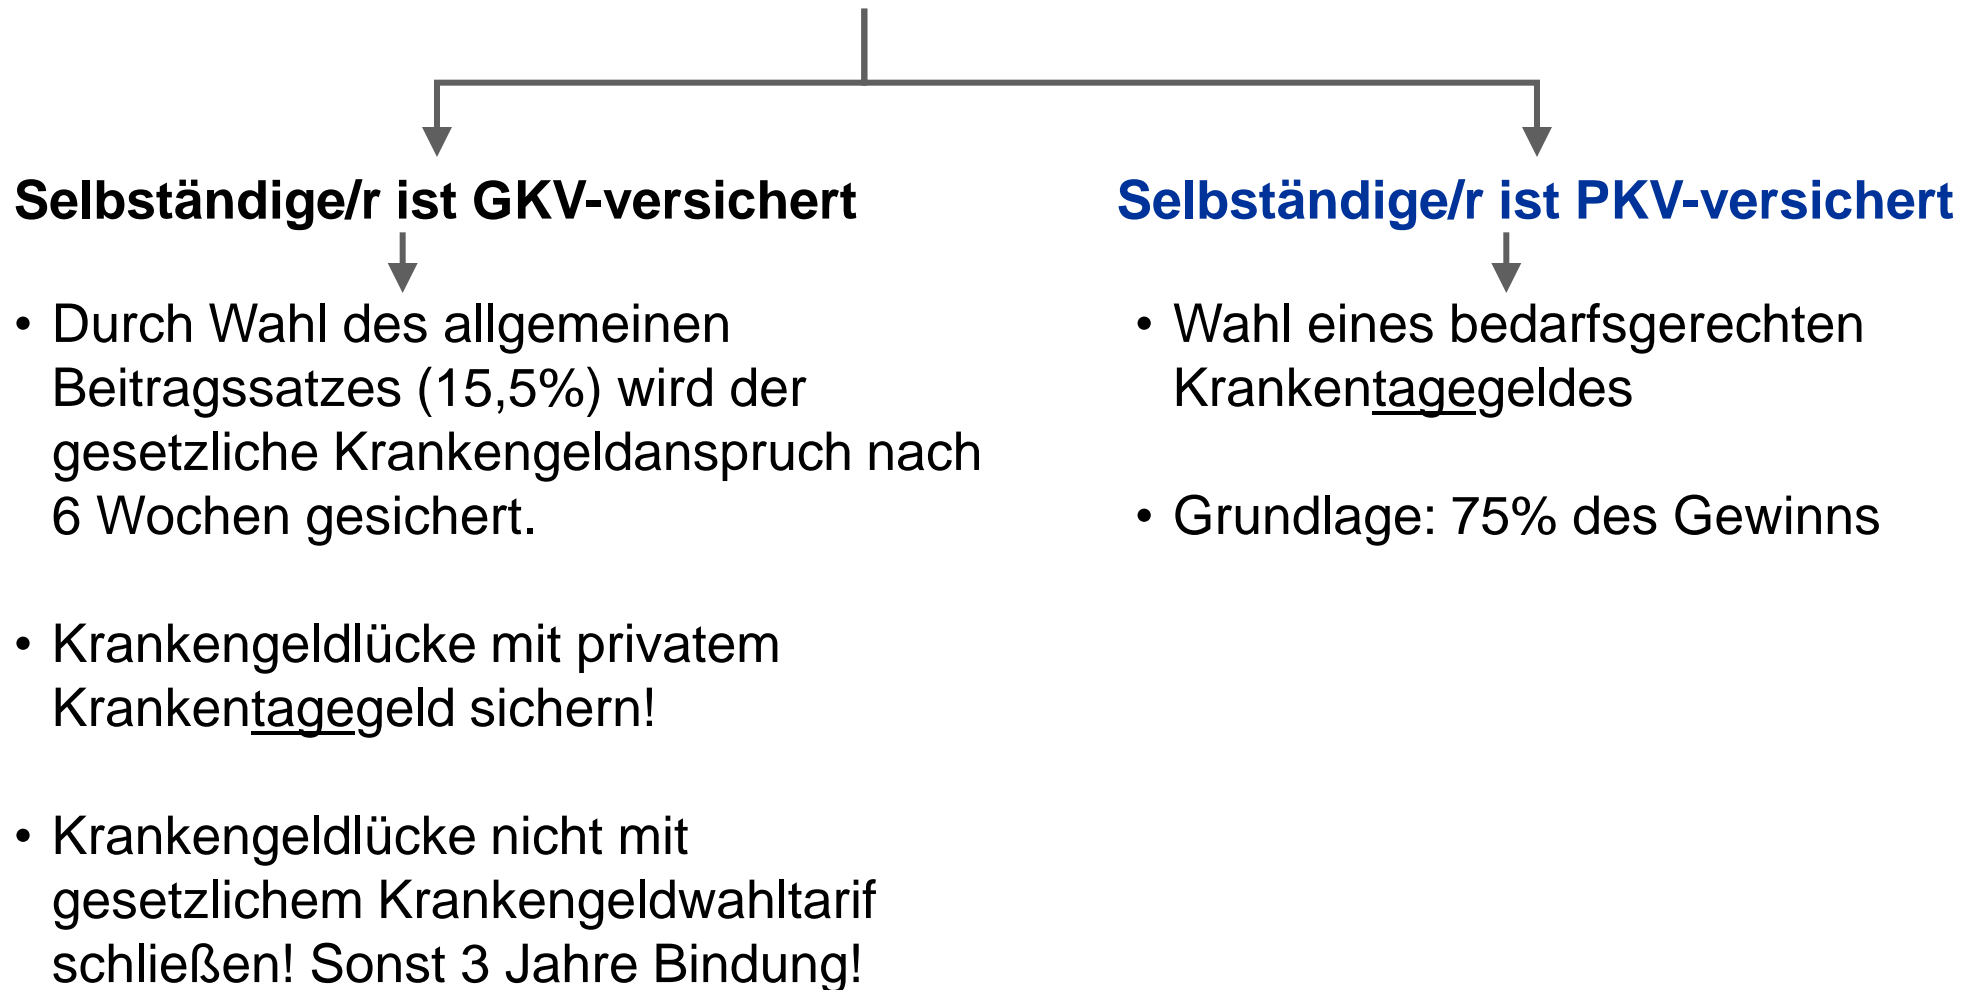 Selbständige/r ist GKV-versichert
• Durch Wahl des allgemeinen
Beitragssatzes (15,5%) wird der
gesetzliche Krankengeldanspruch nach
6 Wochen gesichert.
• Krankengeldlücke mit privatem
Krankentagegeld sichern!
• Krankengeldlücke nicht mit
gesetzlichem Krankengeldwahltarif
schließen! Sonst 3 Jahre Bindung!
Selbständige/r ist PKV-versichert
• Wahl eines bedarfsgerechten
Krankentagegeldes
• Grundlage: 75% des Gewinns